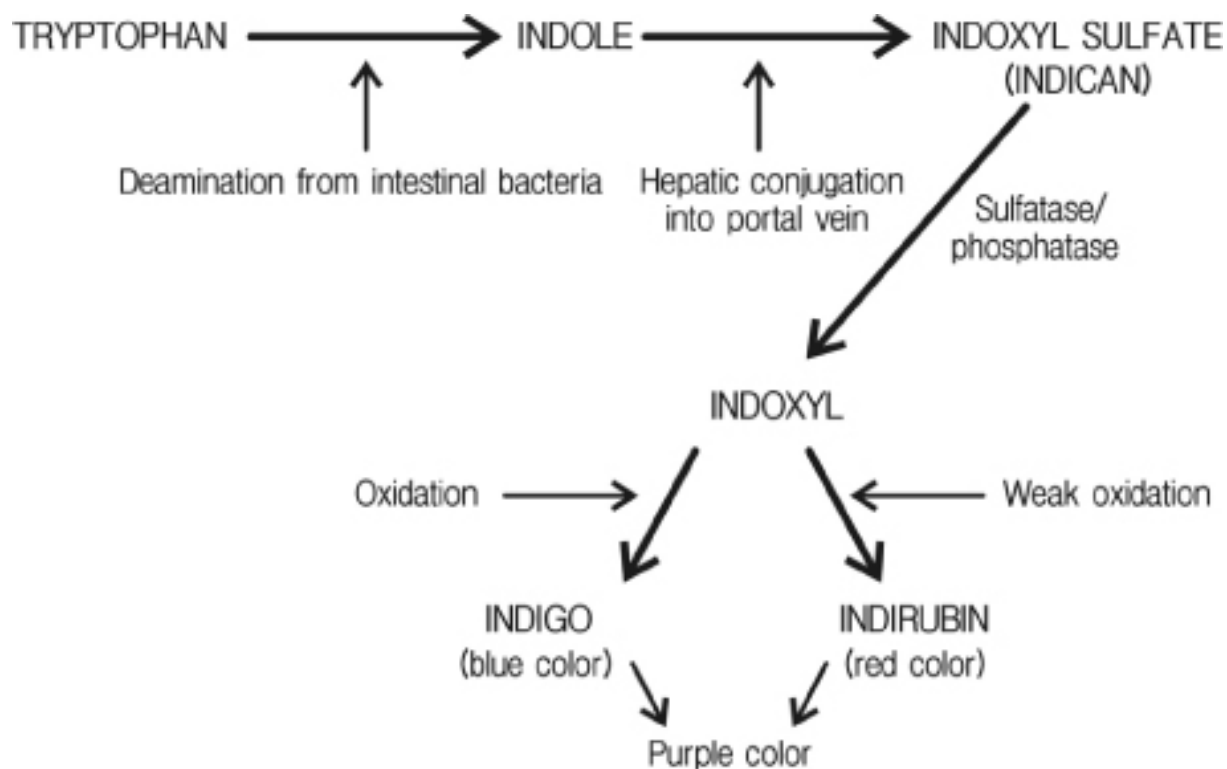 TRYPTOPHAN INDOLE INDOXYL SULFATE
(INDICAN)
Deamination from intestinal bacteria
Hepatic conjugation
into portal vein
Sulfatase/
phosphatase
INDOXYL
Oxidation
Weak oxidation
INDIGO
(blue color)
INDIRUBIN
(red color)
Purple color